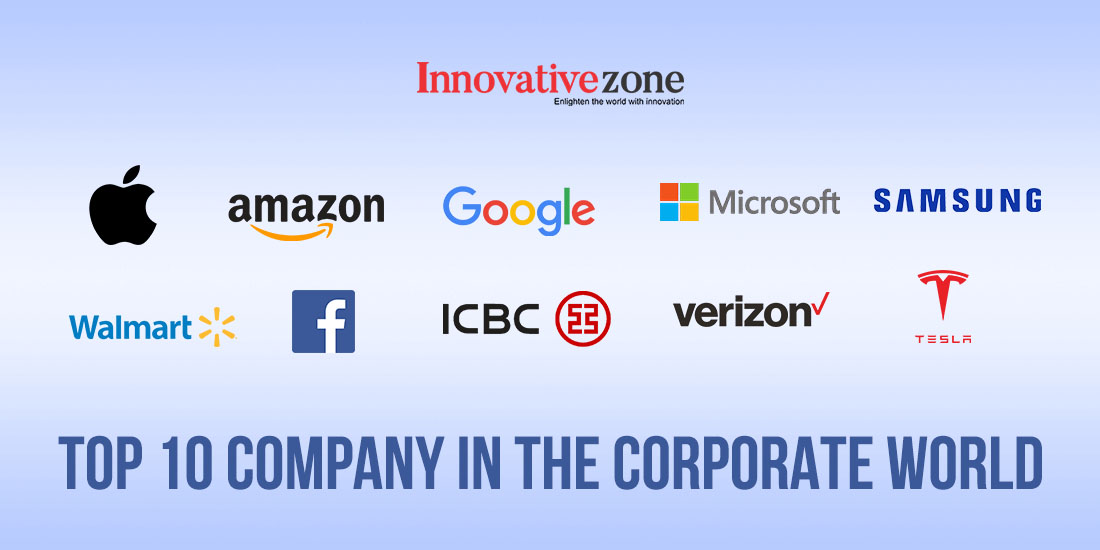 Innovativezone
Enlighten the world with innovation
amazon
Google
Microsoft
SAMSUNG
Walmart
f
ICBC
verizon
TESLA
TOP 10 COMPANY IN THE CORPORATE WORLD